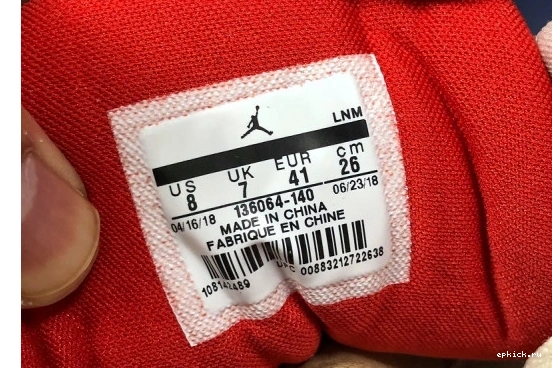 LNM
US UK EUR cm
8 7 41 26
04/16/18 136064-140 06/23/18
MADE IN CHINA
FABRIQUE EN CHINE
UPC 00883212722638
epkick.ru